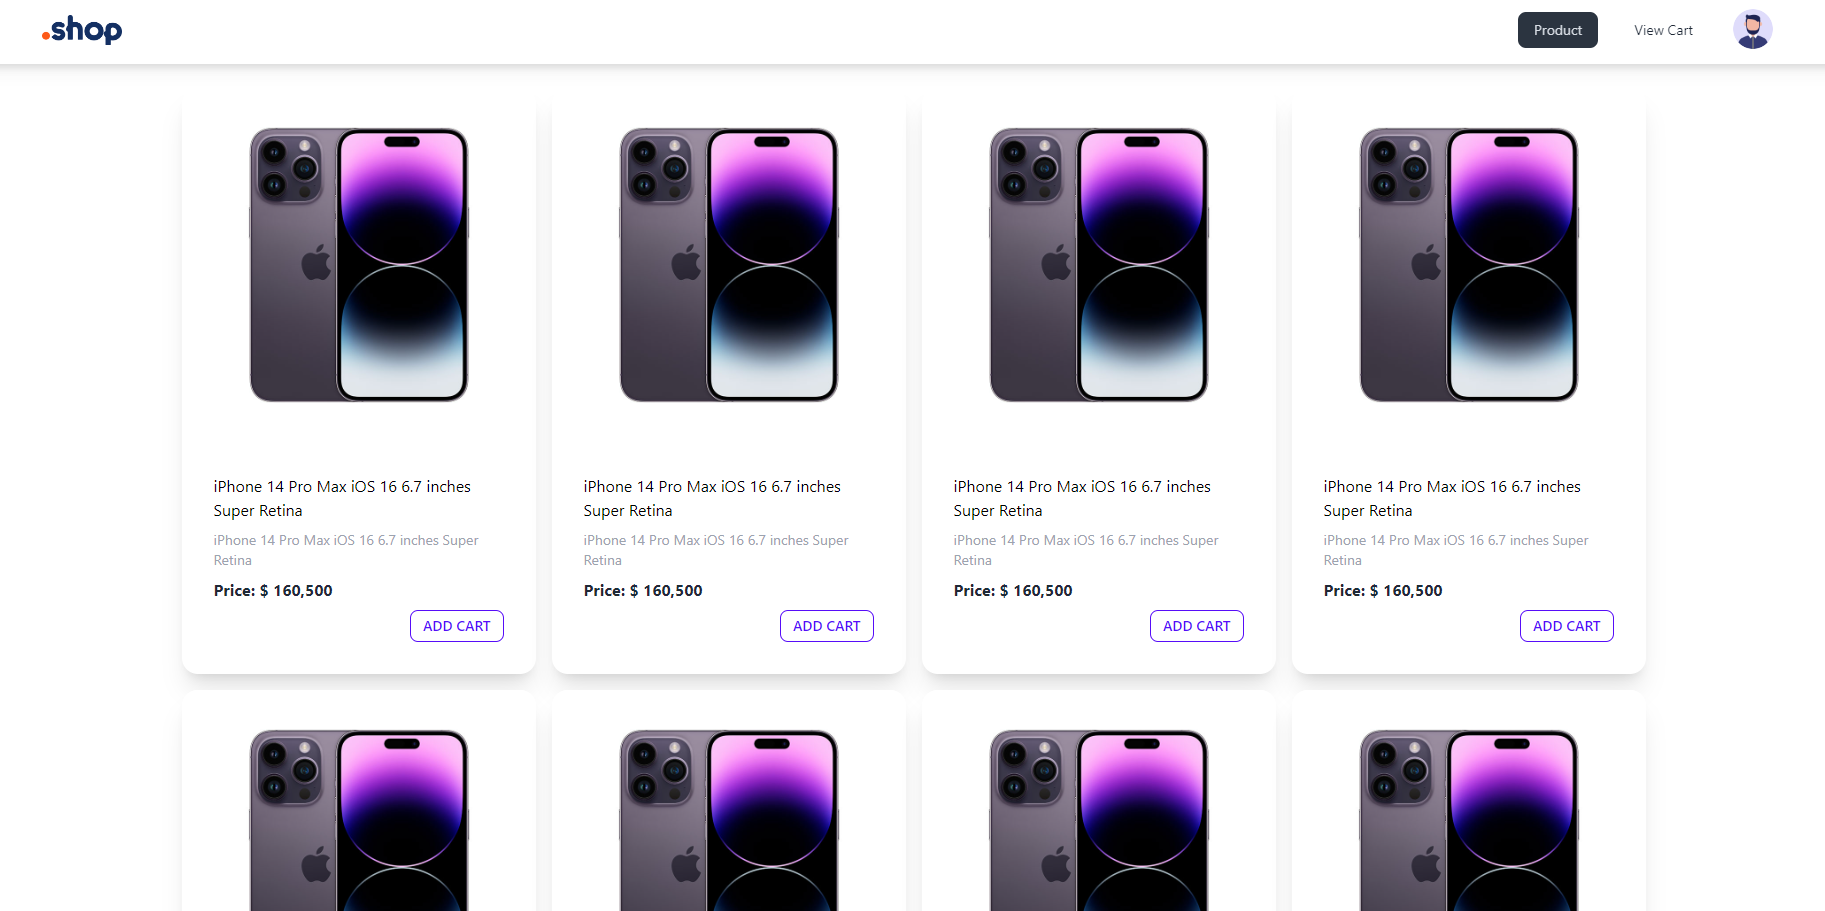 .shop
Product
View Cart
iPhone 14 Pro Max iOS 16 6.7 inches
Super Retina
iPhone 14 Pro Max iOS 16 6.7 inches Super
Retina
Price: $ 160,500
ADD CART
iPhone 14 Pro Max iOS 16 6.7 inches
Super Retina
iPhone 14 Pro Max iOS 16 6.7 inches Super
Retina
Price: $ 160,500
ADD CART
iPhone 14 Pro Max iOS 16 6.7 inches
Super Retina
iPhone 14 Pro Max iOS 16 6.7 inches Super
Retina
Price: $ 160,500
ADD CART
iPhone 14 Pro Max iOS 16 6.7 inches
Super Retina
iPhone 14 Pro Max iOS 16 6.7 inches Super
Retina
Price: $ 160,500
ADD CART